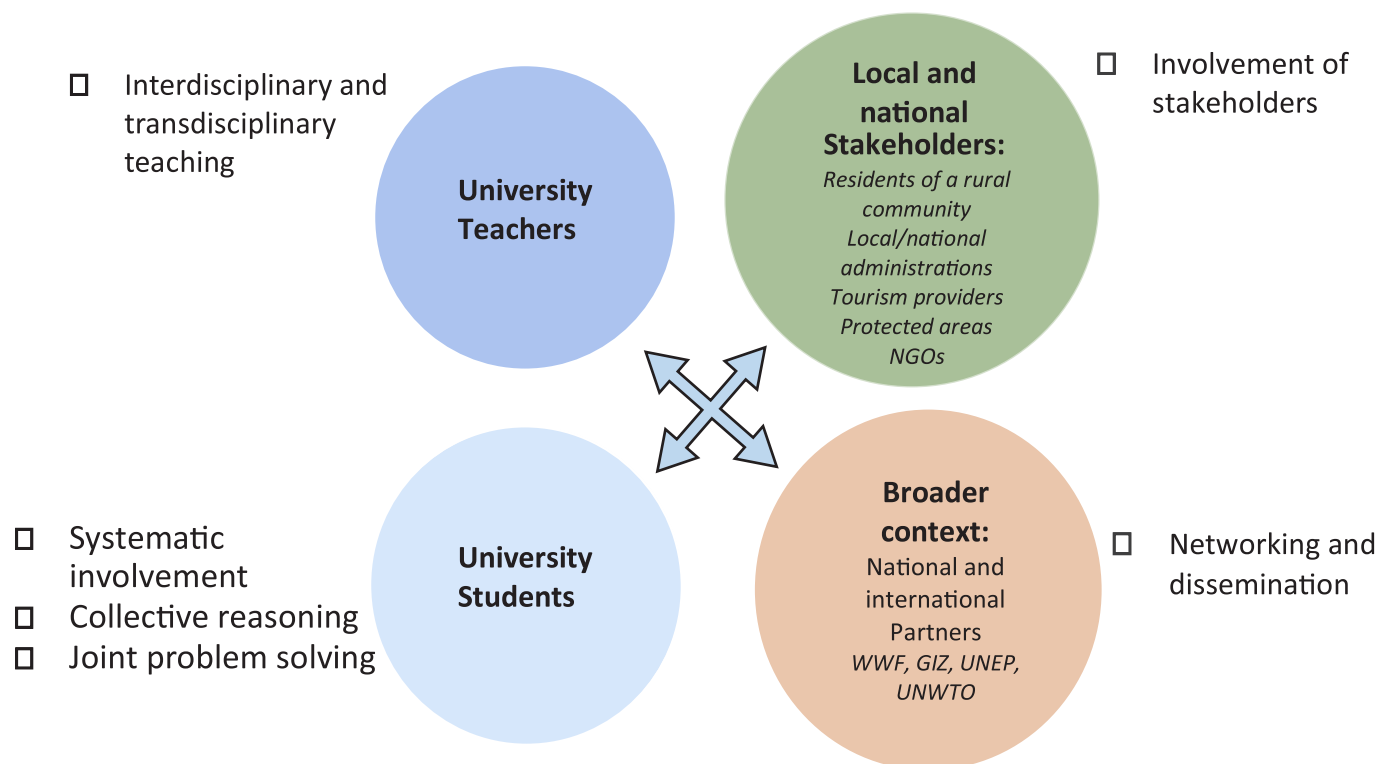 ☐ Interdisciplinary and
transdisciplinary
teaching
University
Teachers
Local and
national
Stakeholders:
Residents of a rural
community
Local/national
administrations
Tourism providers
Protected areas
NGOs
☐ Involvement of
stakeholders
☐ Systematic
involvement
☐ Collective reasoning
☐ Joint problem solving
University
Students
Broader
context:
National and
international
Partners
WWF, GIZ, UNEP,
UNWTO
☐ Networking and
dissemination